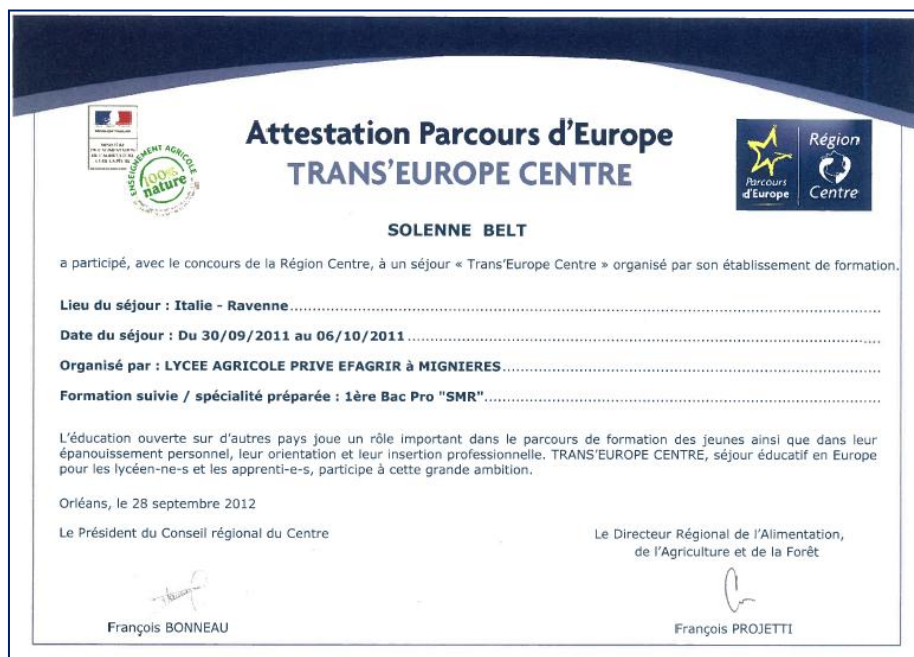 RÉPUBLIQUE FRANÇAISE
ENSEIGNEMENT AGRICOLE
100%
nature
Attestation Parcours d'Europe
TRANS'EUROPE CENTRE
Parcours
d'Europe
Région
Centre
SOLENNE BELT
a participé, avec le concours de la Région Centre, à un séjour « Trans'Europe Centre » organisé par son établissement de formation.
Lieu du séjour : Italie - Ravenne
Date du séjour : Du 30/09/2011 au 06/10/2011
Organisé par : LYCEE AGRICOLE PRIVE EFAGRIR à MIGNIERES
Formation suivie / spécialité préparée : 1ère Bac Pro "SMR"
L'éducation ouverte sur d'autres pays joue un rôle important dans le parcours de formation des jeunes ainsi que dans leur
épanouissement personnel, leur orientation et leur insertion professionnelle. TRANS'EUROPE CENTRE, séjour éducatif en Europe
pour les lycéen-ne-s et les apprenti-e-s, participe à cette grande ambition.
Orléans, le 28 septembre 2012
Le Président du Conseil régional du Centre
Le Directeur Régional de l'Alimentation,
de l'Agriculture et de la Forêt
François BONNEAU
François PROJETTI